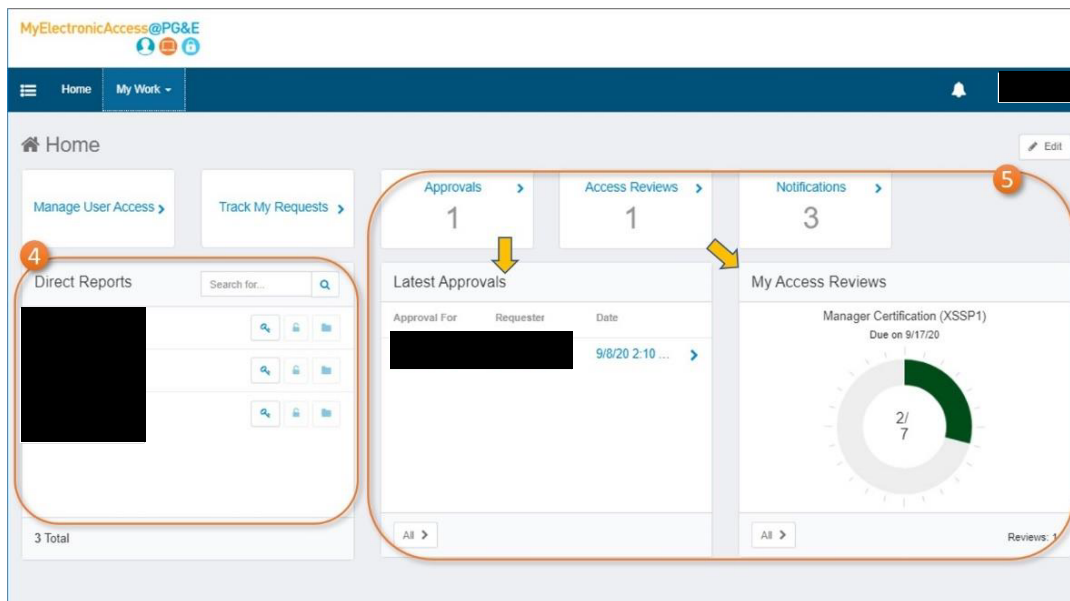 MyElectronicAccess@PG&E
Home My Work
Home
Edit
Manage User Access
Track My Requests
Approvals
1
Access Reviews
1
Notifications
3
5
4
Direct Reports
Search for...
3 Total
Latest Approvals
Approval For Requester Date
9/8/20 2:10 ...
All
My Access Reviews
Manager Certification (XSSP1)
Due on 9/17/20
2/
7
All
Reviews: 1